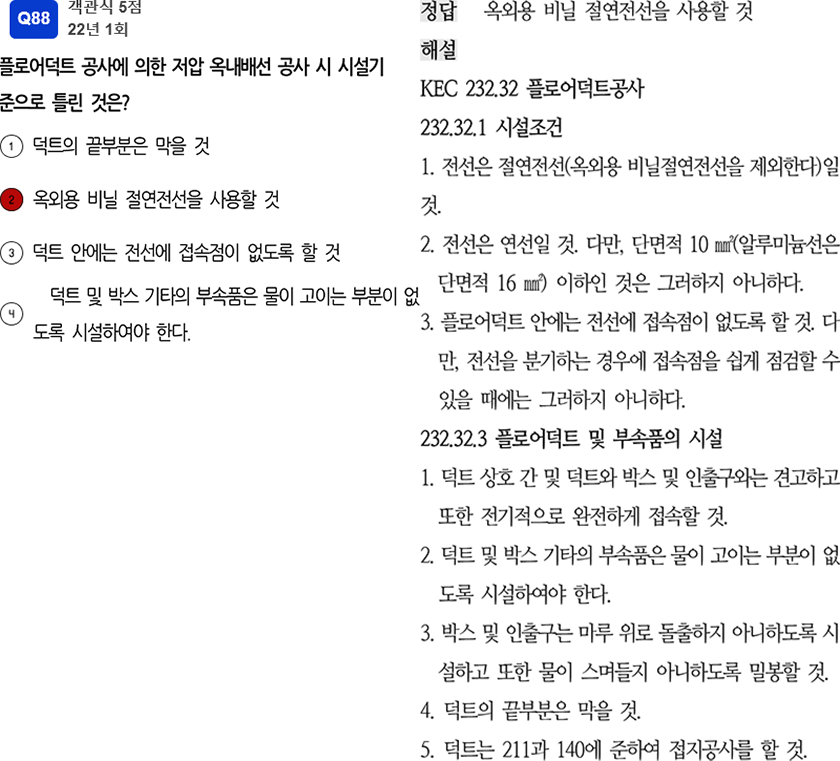 Q88
객관식 5점
22년 1회
플로어덕트 공사에 의한 저압 옥내배선 공사 시 시설기
준으로 틀린 것은?
① 덕트의 끝부분은 막을 것
② 옥외용 비닐 절연전선을 사용할 것
③ 덕트 안에는 전선에 접속점이 없도록 할 것
④ 덕트 및 박스 기타의 부속품은 물이 고이는 부분이 없
도록 시설하여야 한다.
정답 옥외용 비닐 절연전선을 사용할 것
해설
KEC 232.32 플로어덕트공사
232.32.1 시설조건
1. 전선은 절연전선(옥외용 비닐절연전선을 제외한다)일
것.
2. 전선은 연선일 것. 다만, 단면적 10 ㎟(알루미늄선은
단면적 16 ㎟) 이하인 것은 그러하지 아니하다.
3. 플로어덕트 안에는 전선에 접속점이 없도록 할 것. 다
만, 전선을 분기하는 경우에 접속점을 쉽게 점검할 수
있을 때에는 그러하지 아니하다.
232.32.3 플로어덕트 및 부속품의 시설
1. 덕트 상호 간 및 덕트와 박스 및 인출구와는 견고하고
또한 전기적으로 완전하게 접속할 것.
2. 덕트 및 박스 기타의 부속품은 물이 고이는 부분이 없
도록 시설하여야 한다.
3. 박스 및 인출구는 마루 위로 돌출하지 아니하도록 시
설하고 또한 물이 스며들지 아니하도록 밀봉할 것.
4. 덕트의 끝부분은 막을 것.
5. 덕트는 211과 140에 준하여 접지공사를 할 것.